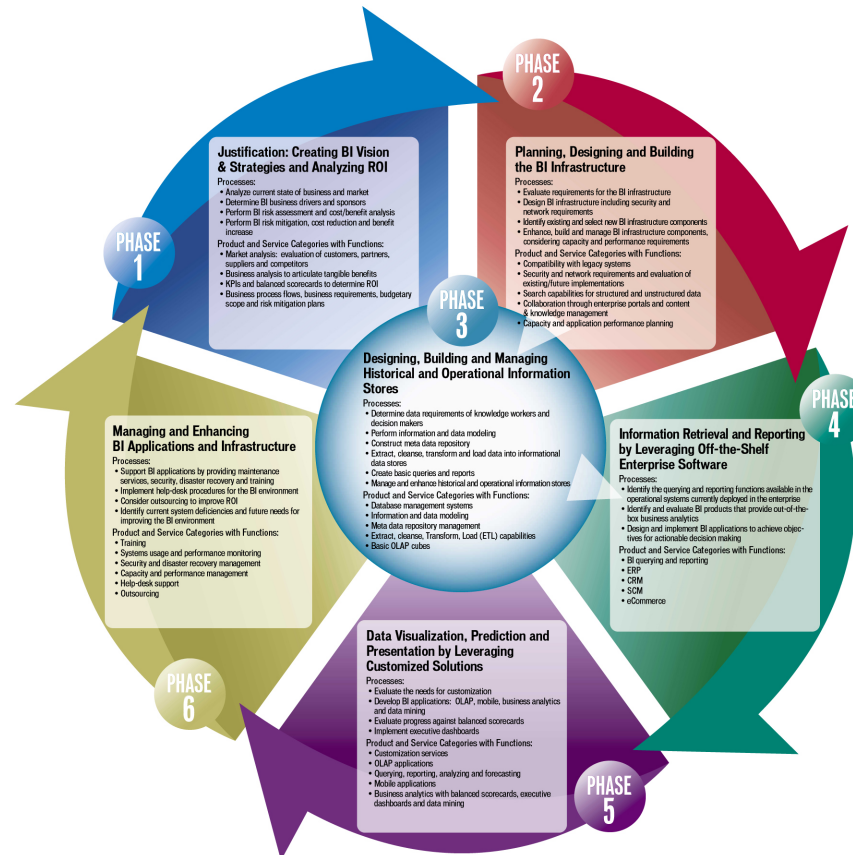 PHASE
1
Justification: Creating BI Vision
& Strategies and Analyzing ROI
Processes:
• Analyze current state of business and market
• Determine BI business drivers and sponsors
• Perform BI risk assessment and cost/benefit analysis
• Perform BI risk mitigation, cost reduction and benefit
increase
Product and Service Categories with Functions:
• Market analysis: evaluation of customers, partners,
suppliers and competitors
• Business analysis to articulate tangible benefits
• KPIs and balanced scorecards to determine ROI
• Business process flows, business requirements, budgetary
scope and risk mitigation plans
PHASE
2
Planning, Designing and Building
the BI Infrastructure
Processes:
• Evaluate requirements for the BI infrastructure
• Design BI infrastructure including security and
network requirements
• Identify existing and select new BI infrastructure components
• Enhance, build and manage BI infrastructure components,
considering capacity and performance requirements
Product and Service Categories with Functions:
• Compatibility with legacy systems
• Security and network requirements and evaluation of
existing/future implementations
• Search capabilities for structured and unstructured data
• Collaboration through enterprise portals and content
& knowledge management
• Capacity and application performance planning
PHASE
3
Designing, Building and Managing
Historical and Operational Information
Stores
Processes:
• Determine data requirements of knowledge workers and
decision makers
• Perform information and data modeling
• Construct meta data repository
• Extract, cleanse, transform and load data into informational
data stores
• Create basic queries and reports
• Manage and enhance historical and operational information stores
Product and Service Categories with Functions:
• Database management systems
• Information and data modeling
• Meta data repository management
• Extract, cleanse, Transform, Load (ETL) capabilities
• Basic OLAP cubes
PHASE
4
Information Retrieval and Reporting
by Leveraging Off-the-Shelf
Enterprise Software
Processes:
• Identify the querying and reporting functions available in the
operational systems currently deployed in the enterprise
• Identify and evaluate BI products that provide out-of-the-
box business analytics
• Design and implement BI applications to achieve objec-
tives for actionable decision making
Product and Service Categories with Functions:
• BI querying and reporting
• ERP
• CRM
• SCM
• eCommerce
PHASE
5
Data Visualization, Prediction and
Presentation by Leveraging
Customized Solutions
Processes:
• Evaluate the needs for customization
• Develop BI applications: OLAP, mobile, business analytics
and data mining
• Evaluate progress against balanced scorecards
• Implement executive dashboards
Product and Service Categories with Functions:
• Customization services
• OLAP applications
• Querying, reporting, analyzing and forecasting
• Mobile applications
• Business analytics with balanced scorecards, executive
dashboards and data mining
PHASE
6
Managing and Enhancing
BI Applications and Infrastructure
Processes:
• Support BI applications by providing maintenance
services, security, disaster recovery and training
• Implement help-desk procedures for the BI environment
• Consider outsourcing to improve ROI
• Identify current system deficiencies and future needs for
improving the BI environment
Product and Service Categories with Functions:
• Training
• Systems usage and performance monitoring
• Security and disaster recovery management
• Capacity and performance management
• Help-desk support
• Outsourcing